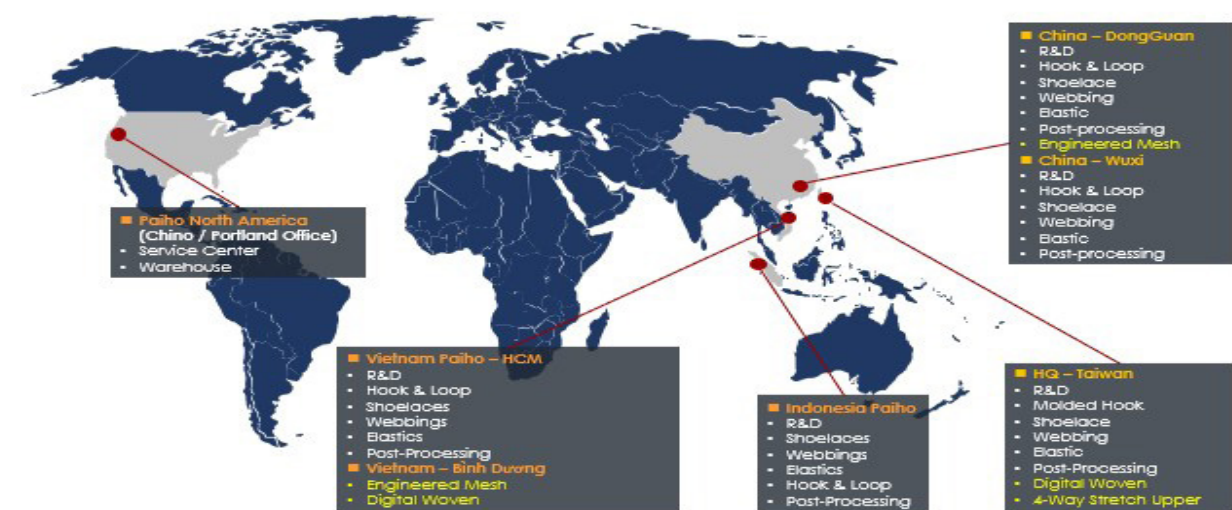 ■ China – DongGuan
• R&D
• Hook & Loop
• Shoelace
• Webbing
• Elastic
• Post-processing
• Engineered Mesh
■ China – Wuxi
• R&D
• Hook & Loop
• Shoelace
• Webbing
• Elastic
• Post-processing
■ Paiho North America
(Chino / Portland Office)
• Service Center
• Warehouse
■ Vietnam Paiho – HCM
• R&D
• Hook & Loop
• Shoelaces
• Webbings
• Elastics
• Post-Processing
■ Vietnam – Bình Dương
• Engineered Mesh
• Digital Woven
■ Indonesia Paiho
• R&D
• Shoelaces
• Webbings
• Elastics
• Hook & Loop
• Post-Processing
■ HQ – Taiwan
• R&D
• Molded Hook
• Shoelace
• Webbing
• Elastic
• Post-Processing
• Digital Woven
• 4-Way Stretch Upper